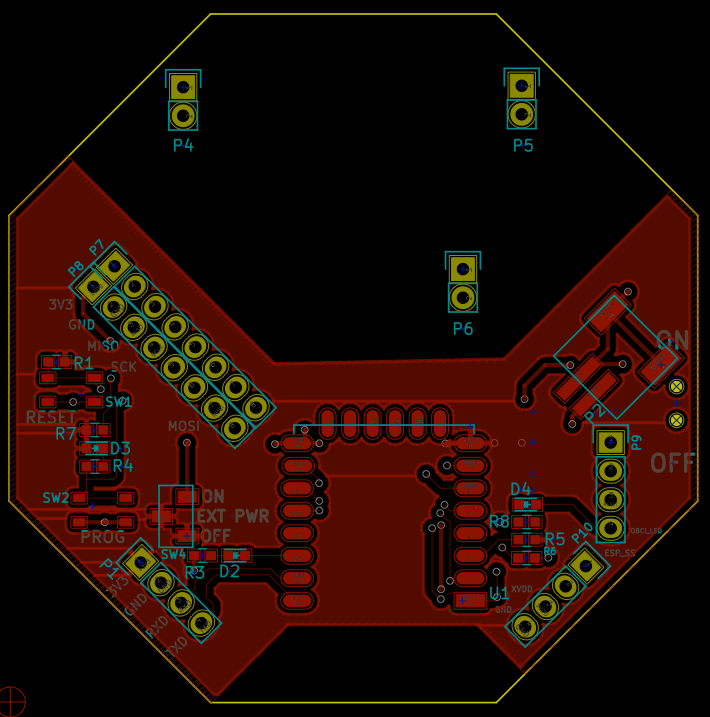 P4
P5
P6
P7
P8
3V3
GND
MISO
SCK
MOSI
R1
SW1
RESET
R7
D3
R4
SW2
PROG
ON
EXT PWR
OFF
SW4
R3
D2
3V3
GND
RXD
TXD
ON
OFF
P2
P9
D4
R8
R5
R6
P10
OBCI_LED
ESP_SS
XVDD
GND
U1